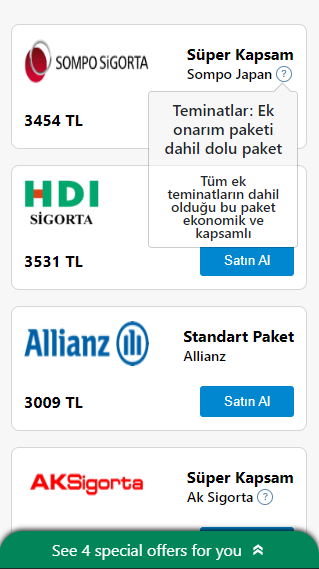 SOMPO SİGORTA
Süper Kapsam
Sompo Japan ?
3454 TL
Teminatlar: Ek
onarım paketi
dahil dolu paket
Tüm ek
teminatların dahil
olduğu bu paket
ekonomik ve
kapsamlı
HDI
SİGORTA
3531 TL
Satın Al
Allianz
Standart Paket
Allianz
3009 TL
Satın Al
AKSigorta
Süper Kapsam
Ak Sigorta ?
See 4 special offers for you